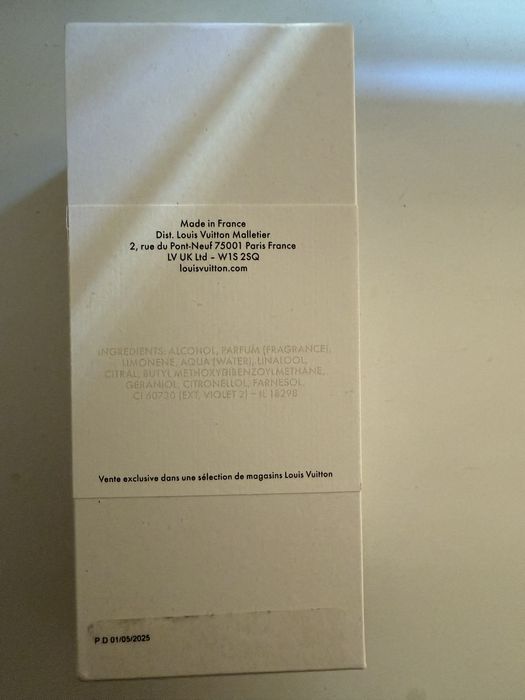 Made in France
Dist. Louis Vuitton Malletier
2, rue du Pont-Neuf 75001 Paris France
LV UK Ltd - W1S 2SQ
louisvuitton.com
INGREDIENTS: ALCOHOL, PARFUM (FRAGRANCE),
LIMONENE, AQUA (WATER), LINALOOL,
CITRAL, BUTYL METHOXYDIBENZOYLMETHANE,
GERANIOL, CITRONELLOL, FARNESOL,
CI 60730 (EXT. VIOLET 2) - IL 1829B
Vente exclusive dans une sélection de magasins Louis Vuitton
P D 01/05/2025